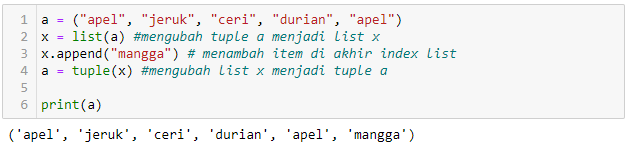 1 a = ("apel", "jeruk", "ceri", "durian", "apel")
2 x = list(a) #mengubah tuple a menjadi list x
3 x.append("mangga") # menambah item di akhir index list
4 a = tuple(x) #mengubah list x menjadi tuple a
5
6 print(a)
('apel', 'jeruk', 'ceri', 'durian', 'apel', 'mangga')